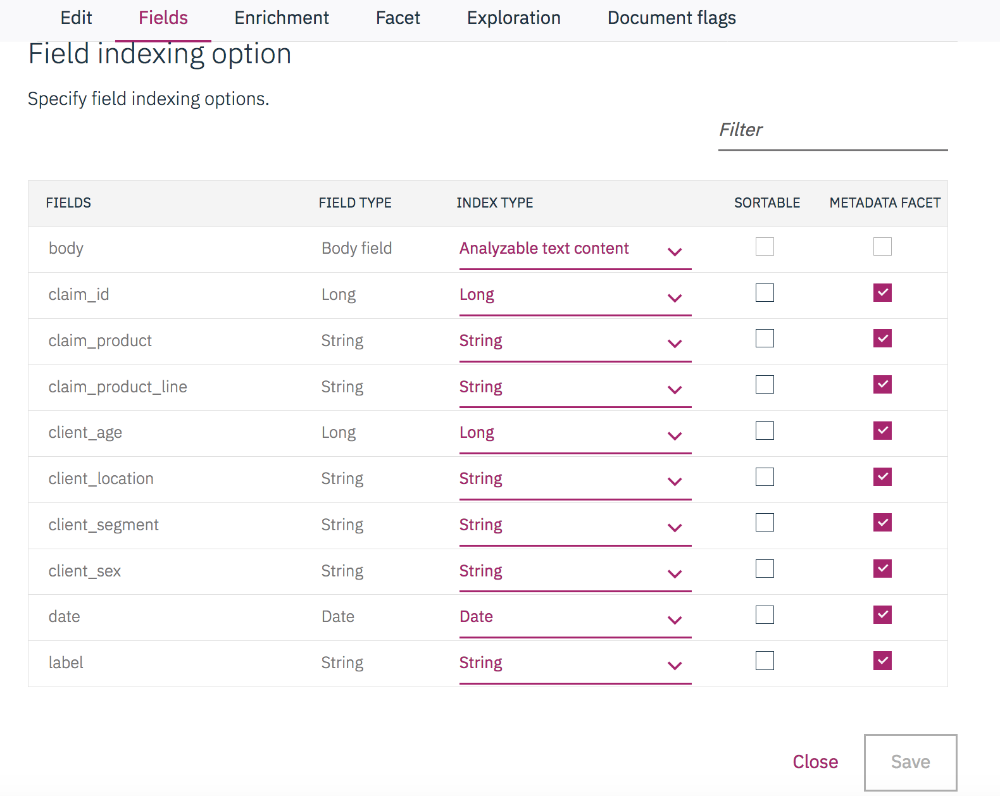 Edit Fields Enrichment Facet Exploration Document flags
Field indexing option
Specify field indexing options.
Filter
FIELDS FIELD TYPE INDEX TYPE SORTABLE METADATA FACET
body Body field Analyzable text content
claim_id Long Long
claim_product String String
claim_product_line String String
client_age Long Long
client_location String String
client_segment String String
client_sex String String
date Date Date
label String String
Close Save